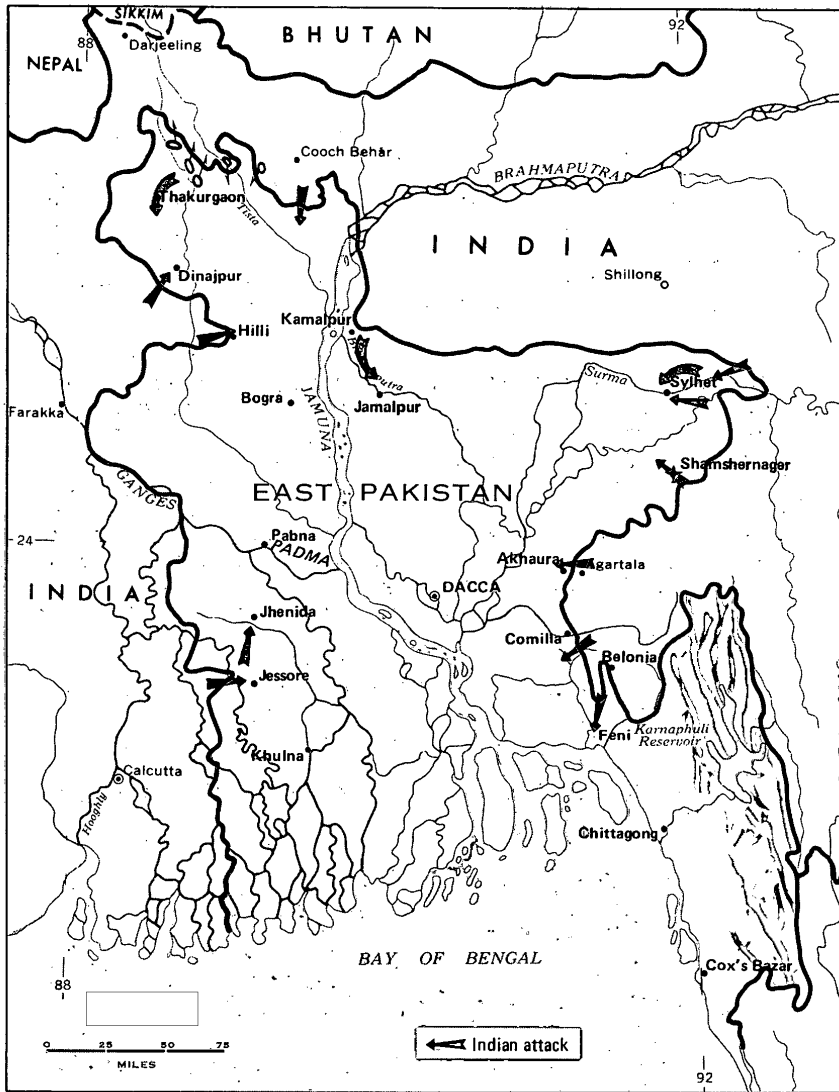 SIKKIM
88
92
Darjeeling
BHUTAN
NEPAL
Cooch Behar
BRAHMAPUTRA
Thakurgaon
Tista
INDIA
Dinajpur
Shillong
Kamalpur
Hilli
Surma
Sylhet
Bogra
JAMUNA
Jamalpur
Farakka
Shamshernagar
GANGES
EAST PAKISTAN
24
Pabna
PADMA
Akhaura
Agartala
INDIA
DACCA
Jhenida
Comilla
Belonia
Jessore
Feni
Karnaphuli
Reservoir
Khulna
Calcutta
Hooghly
Chittagong
BAY OF BENGAL
Cox's Bazar
88
0 25 50 75
MILES
Indian attack
92